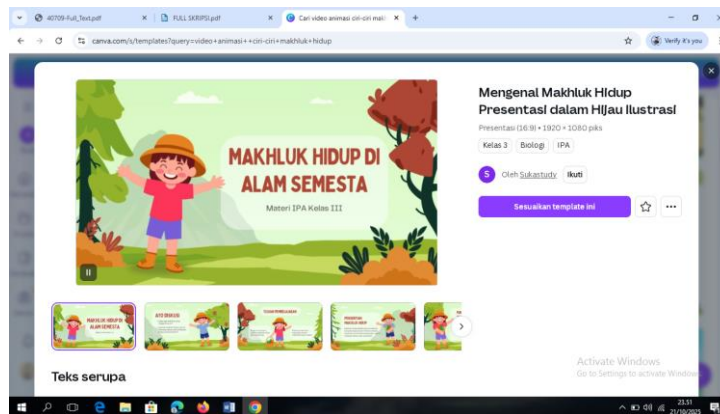 40709-Full_Text.pdf
FULL SKRIPSI.pdf
Cari video animasi ciri-ciri makh
canva.com/s/templates?query=video+animasi++ciri-ciri+makhluk+hidup
Verify it's you
MAKHLUK HIDUP DI
ALAM SEMESTA
Materi IPA Kelas III
Mengenal Makhluk Hidup
Presentasi dalam Hijau Ilustrasi
Presentasi (16:9) • 1920 × 1080 piks
Kelas 3 Biologi IPA
S Oleh Sukastudy Ikuti
Sesuaikan template ini
MAKHLUK HIDUP DI
ALAM SEMESTA
AYO BERDOA
TUJUAN PEMBELAJARAN
Teks serupa
Activate Windows
Go to Settings to activate Windows
23.51
23/10/2025